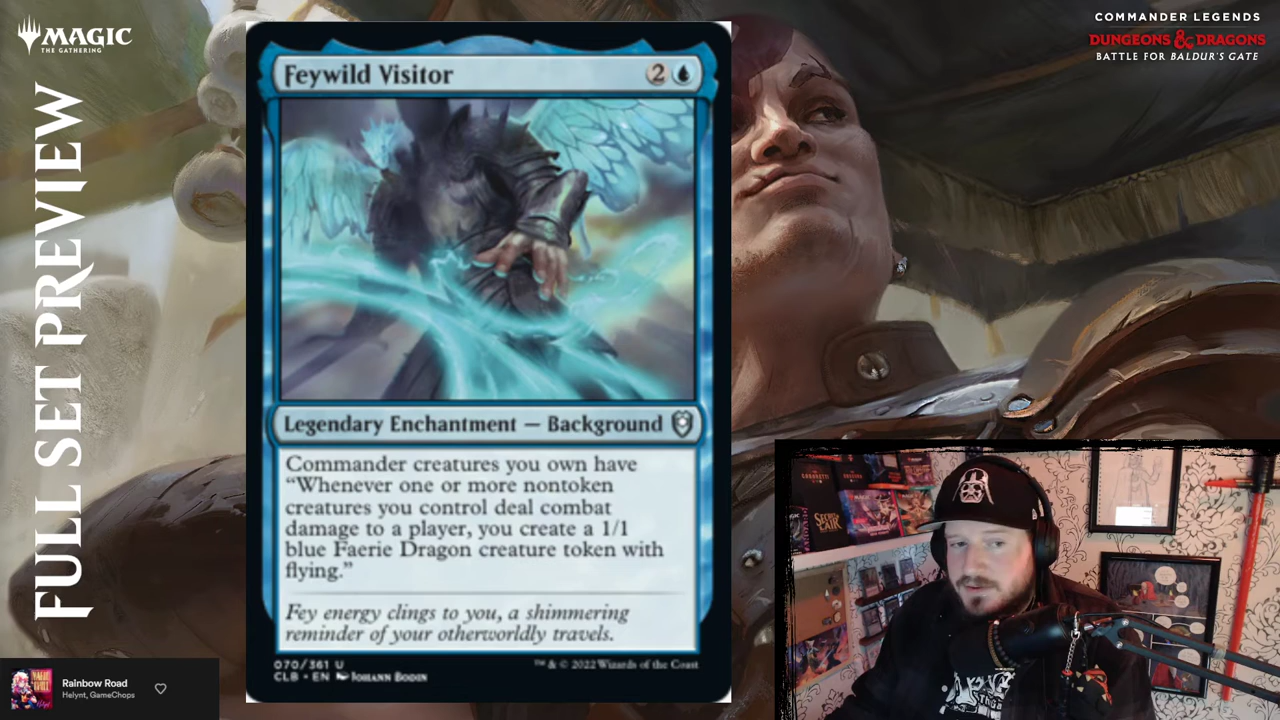 MAGIC
THE GATHERING
FULL SET PREVIEW
COMMANDER LEGENDS
DUNGEONS & DRAGONS
BATTLE FOR BALDUR'S GATE
Feywild Visitor 2
Legendary Enchantment — Background
Commander creatures you own have
“Whenever one or more nontoken
creatures you control deal combat
damage to a player, you create a 1/1
blue Faerie Dragon creature token with
flying.”
Fey energy clings to you, a shimmering
reminder of your otherworldly travels.
070/361 U
CLB • EN JOHANN BODIN
™ & © 2022 Wizards of the Coast
Rainbow Road
Helynt, GameChops
SECRET
LAIR